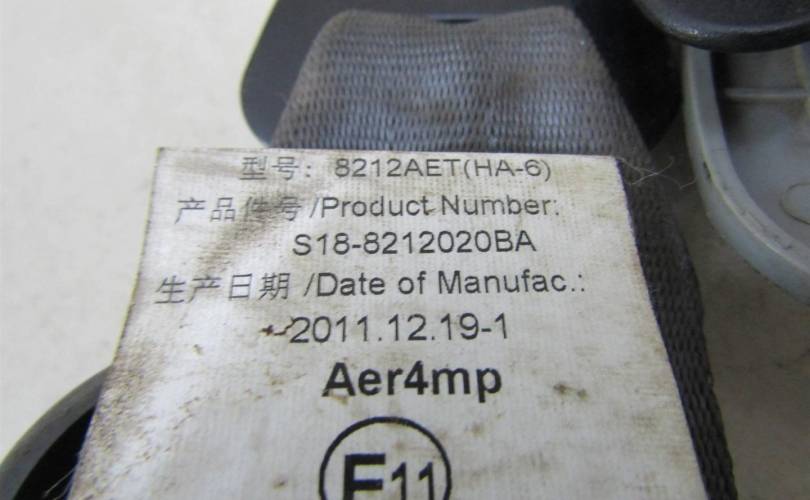 型号: 8212AET(HA-6)
产品件号/Product Number:
S18-8212020BA
生产日期/Date of Manufac.:
2011.12.19-1
Aer4mp
E11